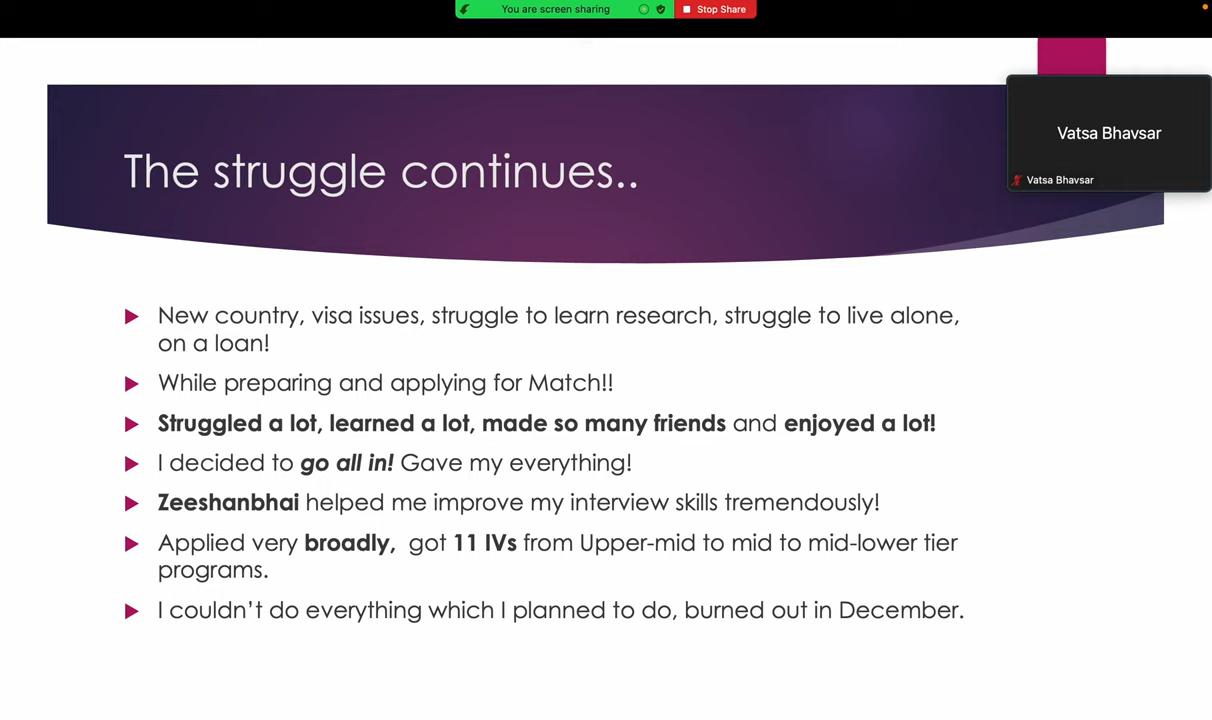 You are screen sharing
Stop Share
Vatsa Bhavsar
Vatsa Bhavsar
The struggle continues..
New country, visa issues, struggle to learn research, struggle to live alone,
on a loan!
While preparing and applying for Match!!
Struggled a lot, learned a lot, made so many friends and enjoyed a lot!
I decided to go all in! Gave my everything!
Zeeshanbhai helped me improve my interview skills tremendously!
Applied very broadly, got 11 IVs from Upper-mid to mid to mid-lower tier
programs.
I couldn't do everything which I planned to do, burned out in December.